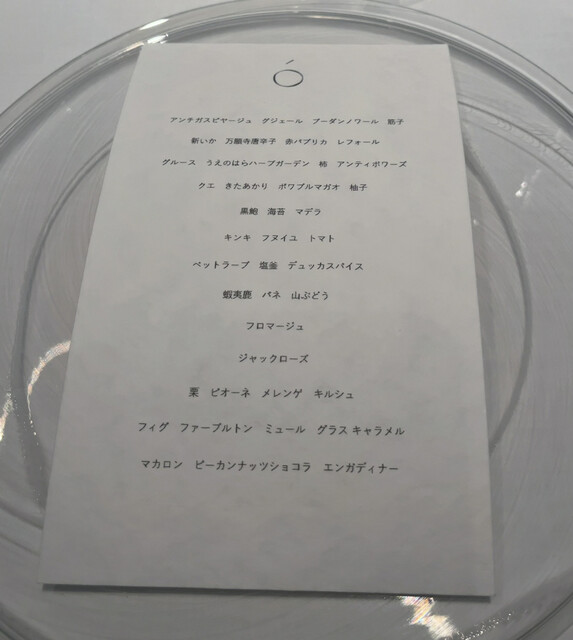 ó
アンチガスピヤージュ グジェール ブーダンノワール 筋子
新いか 万願寺唐辛子 赤パプリカ レフォール
グルース うえのはらハーブガーデン 柿 アンティボワーズ
クエ きたあかり ポワブルマガオ 柚子
黒鮑 海苔 マデラ
キンキ フヌイユ トマト
ベットラーブ 塩釜 デュッカスパイス
蝦夷鹿 パネ 山ぶどう
フロマージュ
ジャックローズ
栗 ピオーネ メレンゲ キルシュ
フィグ ファーブルトン ミュール グラスキャラメル
マカロン ピーカンナッツショコラ エンガディナー